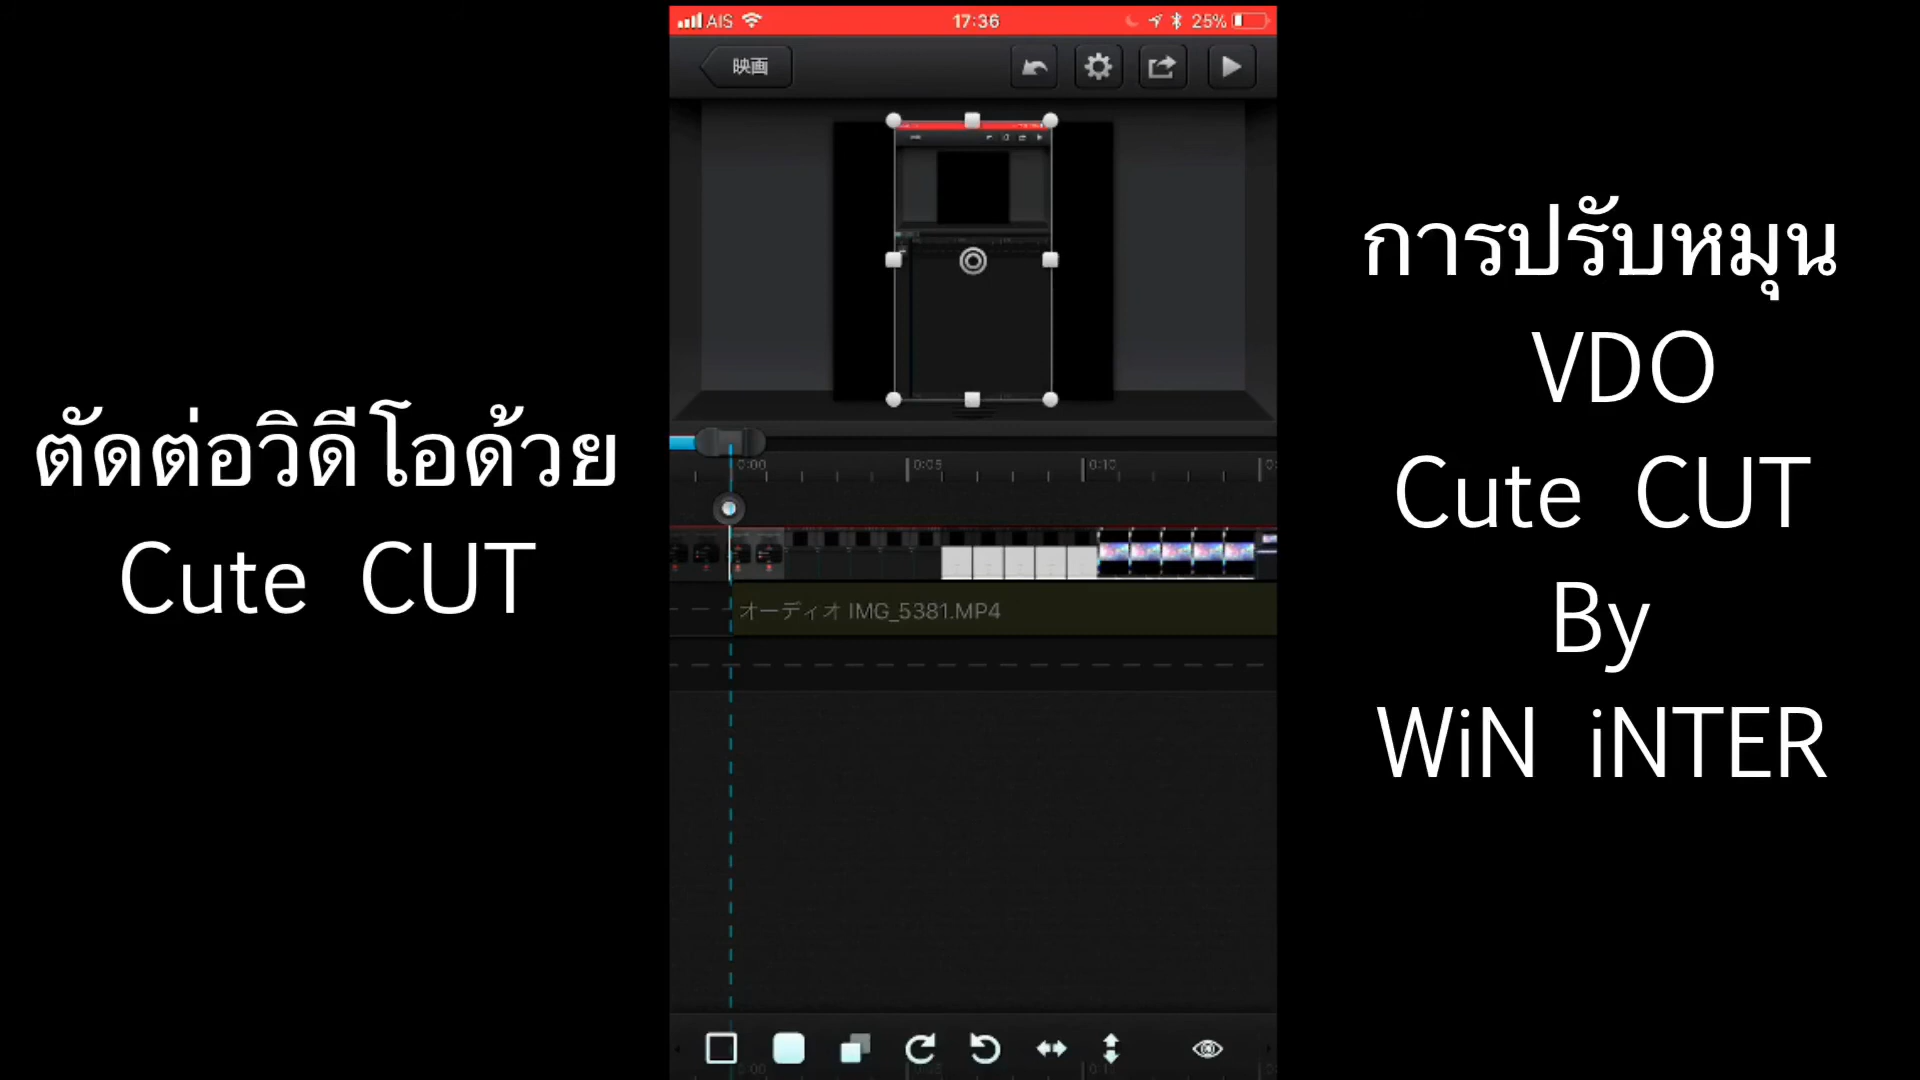 ตัดต่อวิดีโอด้วย
Cute CUT
AIS 17:36 25%
映画
0:00 0:05 0:10
オーディオ IMG_5381.MP4
การปรับหมุน
VDO
Cute CUT
By
WiN iNTER